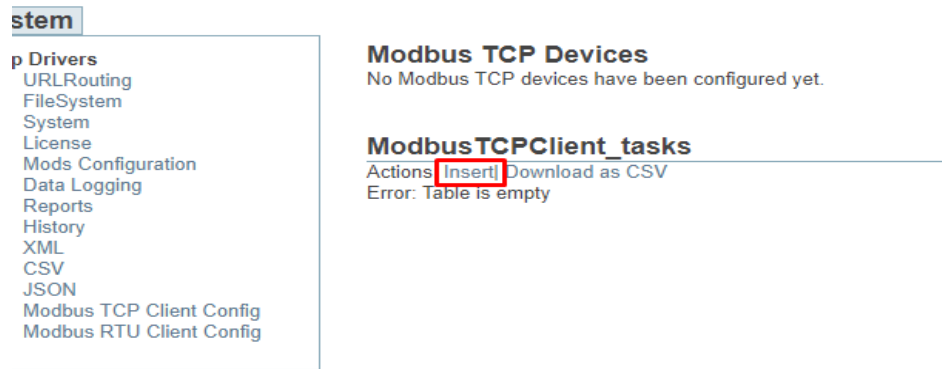 stem
p Drivers
URLRouting
FileSystem
System
License
Mods Configuration
Data Logging
Reports
History
XML
CSV
JSON
Modbus TCP Client Config
Modbus RTU Client Config
Modbus TCP Devices
No Modbus TCP devices have been configured yet.
ModbusTCPClient_tasks
Actions Insert| Download as CSV
Error: Table is empty